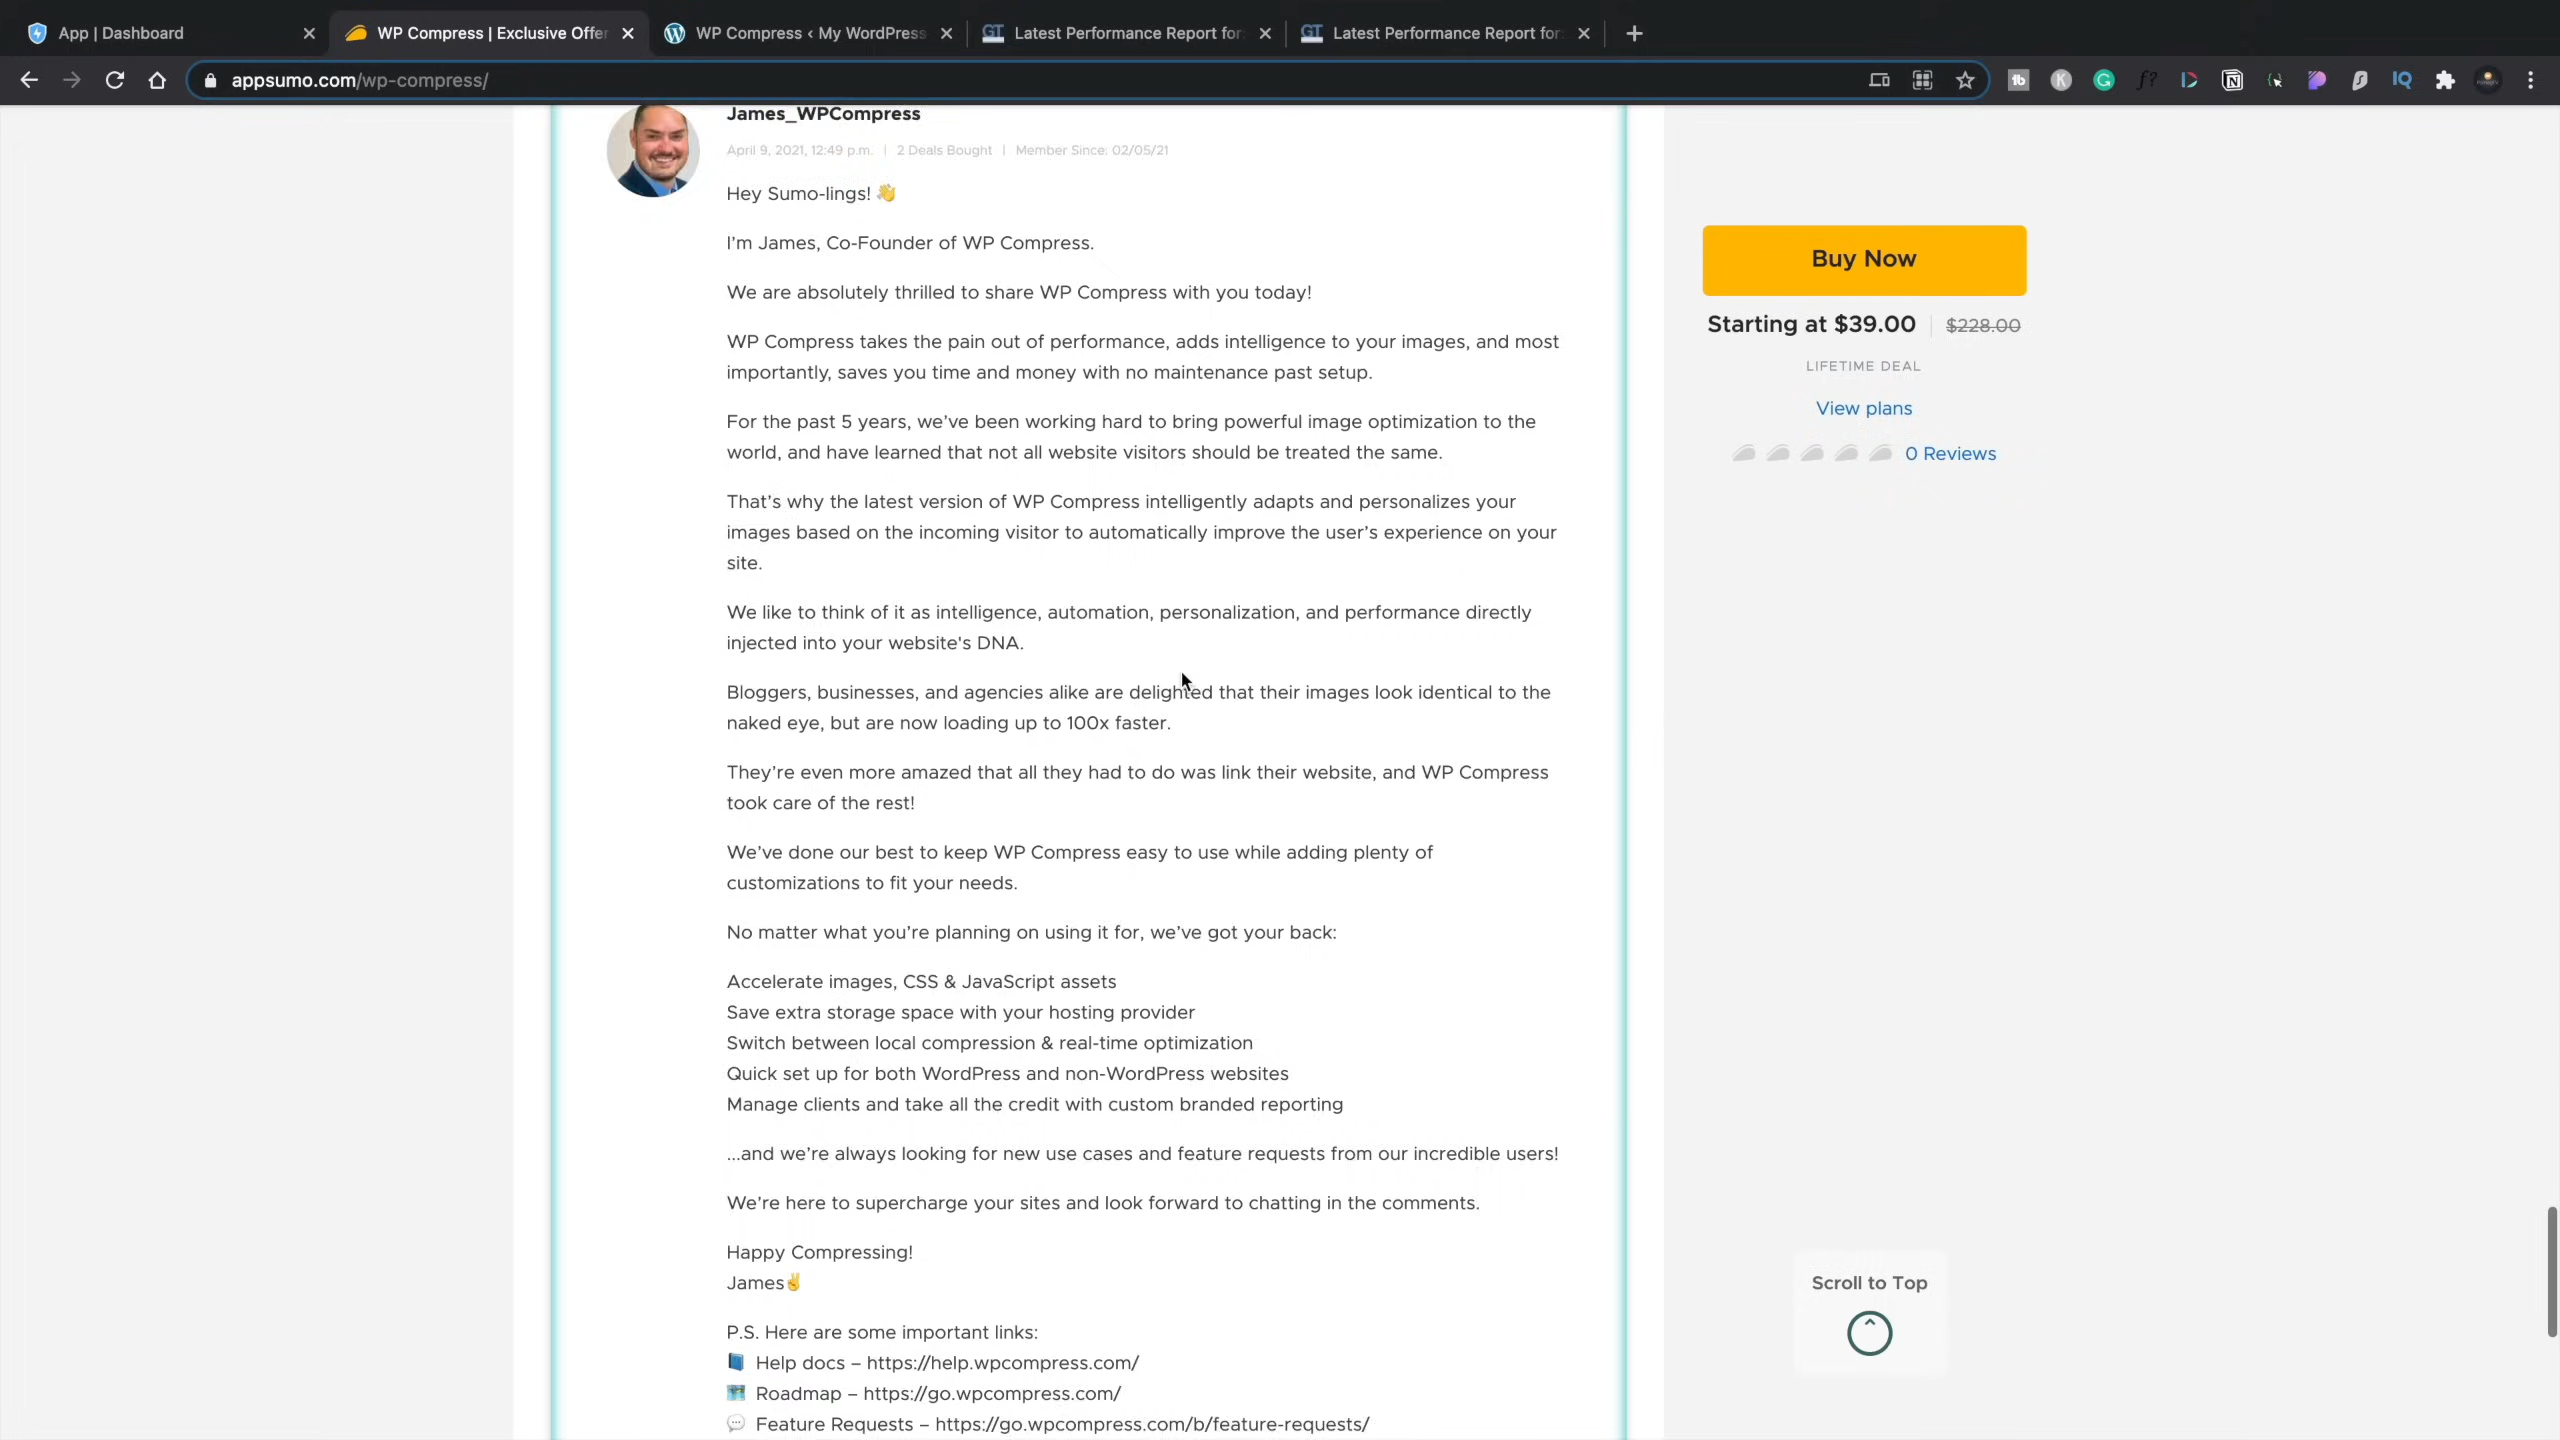 App | Dashboard
WP Compress | Exclusive Offer
WP Compress ‹ My WordPress
GT Latest Performance Report for:
GT Latest Performance Report for:
appsumo.com/wp-compress/
James_WPCompress
April 9, 2021, 12:49 p.m. | 2 Deals Bought | Member Since: 02/05/21
Hey Sumo-lings! 👋
I'm James, Co-Founder of WP Compress.
We are absolutely thrilled to share WP Compress with you today!
WP Compress takes the pain out of performance, adds intelligence to your images, and most
importantly, saves you time and money with no maintenance past setup.
For the past 5 years, we've been working hard to bring powerful image optimization to the
world, and have learned that not all website visitors should be treated the same.
That's why the latest version of WP Compress intelligently adapts and personalizes your
images based on the incoming visitor to automatically improve the user's experience on your
site.
We like to think of it as intelligence, automation, personalization, and performance directly
injected into your website's DNA.
Bloggers, businesses, and agencies alike are delighted that their images look identical to the
naked eye, but are now loading up to 100x faster.
They're even more amazed that all they had to do was link their website, and WP Compress
took care of the rest!
We've done our best to keep WP Compress easy to use while adding plenty of
customizations to fit your needs.
No matter what you're planning on using it for, we've got your back:
Accelerate images, CSS & JavaScript assets
Save extra storage space with your hosting provider
Switch between local compression & real-time optimization
Quick set up for both WordPress and non-WordPress websites
Manage clients and take all the credit with custom branded reporting
...and we're always looking for new use cases and feature requests from our incredible users!
We're here to supercharge your sites and look forward to chatting in the comments.
Happy Compressing!
James✌
P.S. Here are some important links:
📘 Help docs – https://help.wpcompress.com/
🗺 Roadmap – https://go.wpcompress.com/
💬 Feature Requests – https://go.wpcompress.com/b/feature-requests/
Buy Now
Starting at $39.00 | $228.00
LIFETIME DEAL
View plans
0 Reviews
Scroll to Top